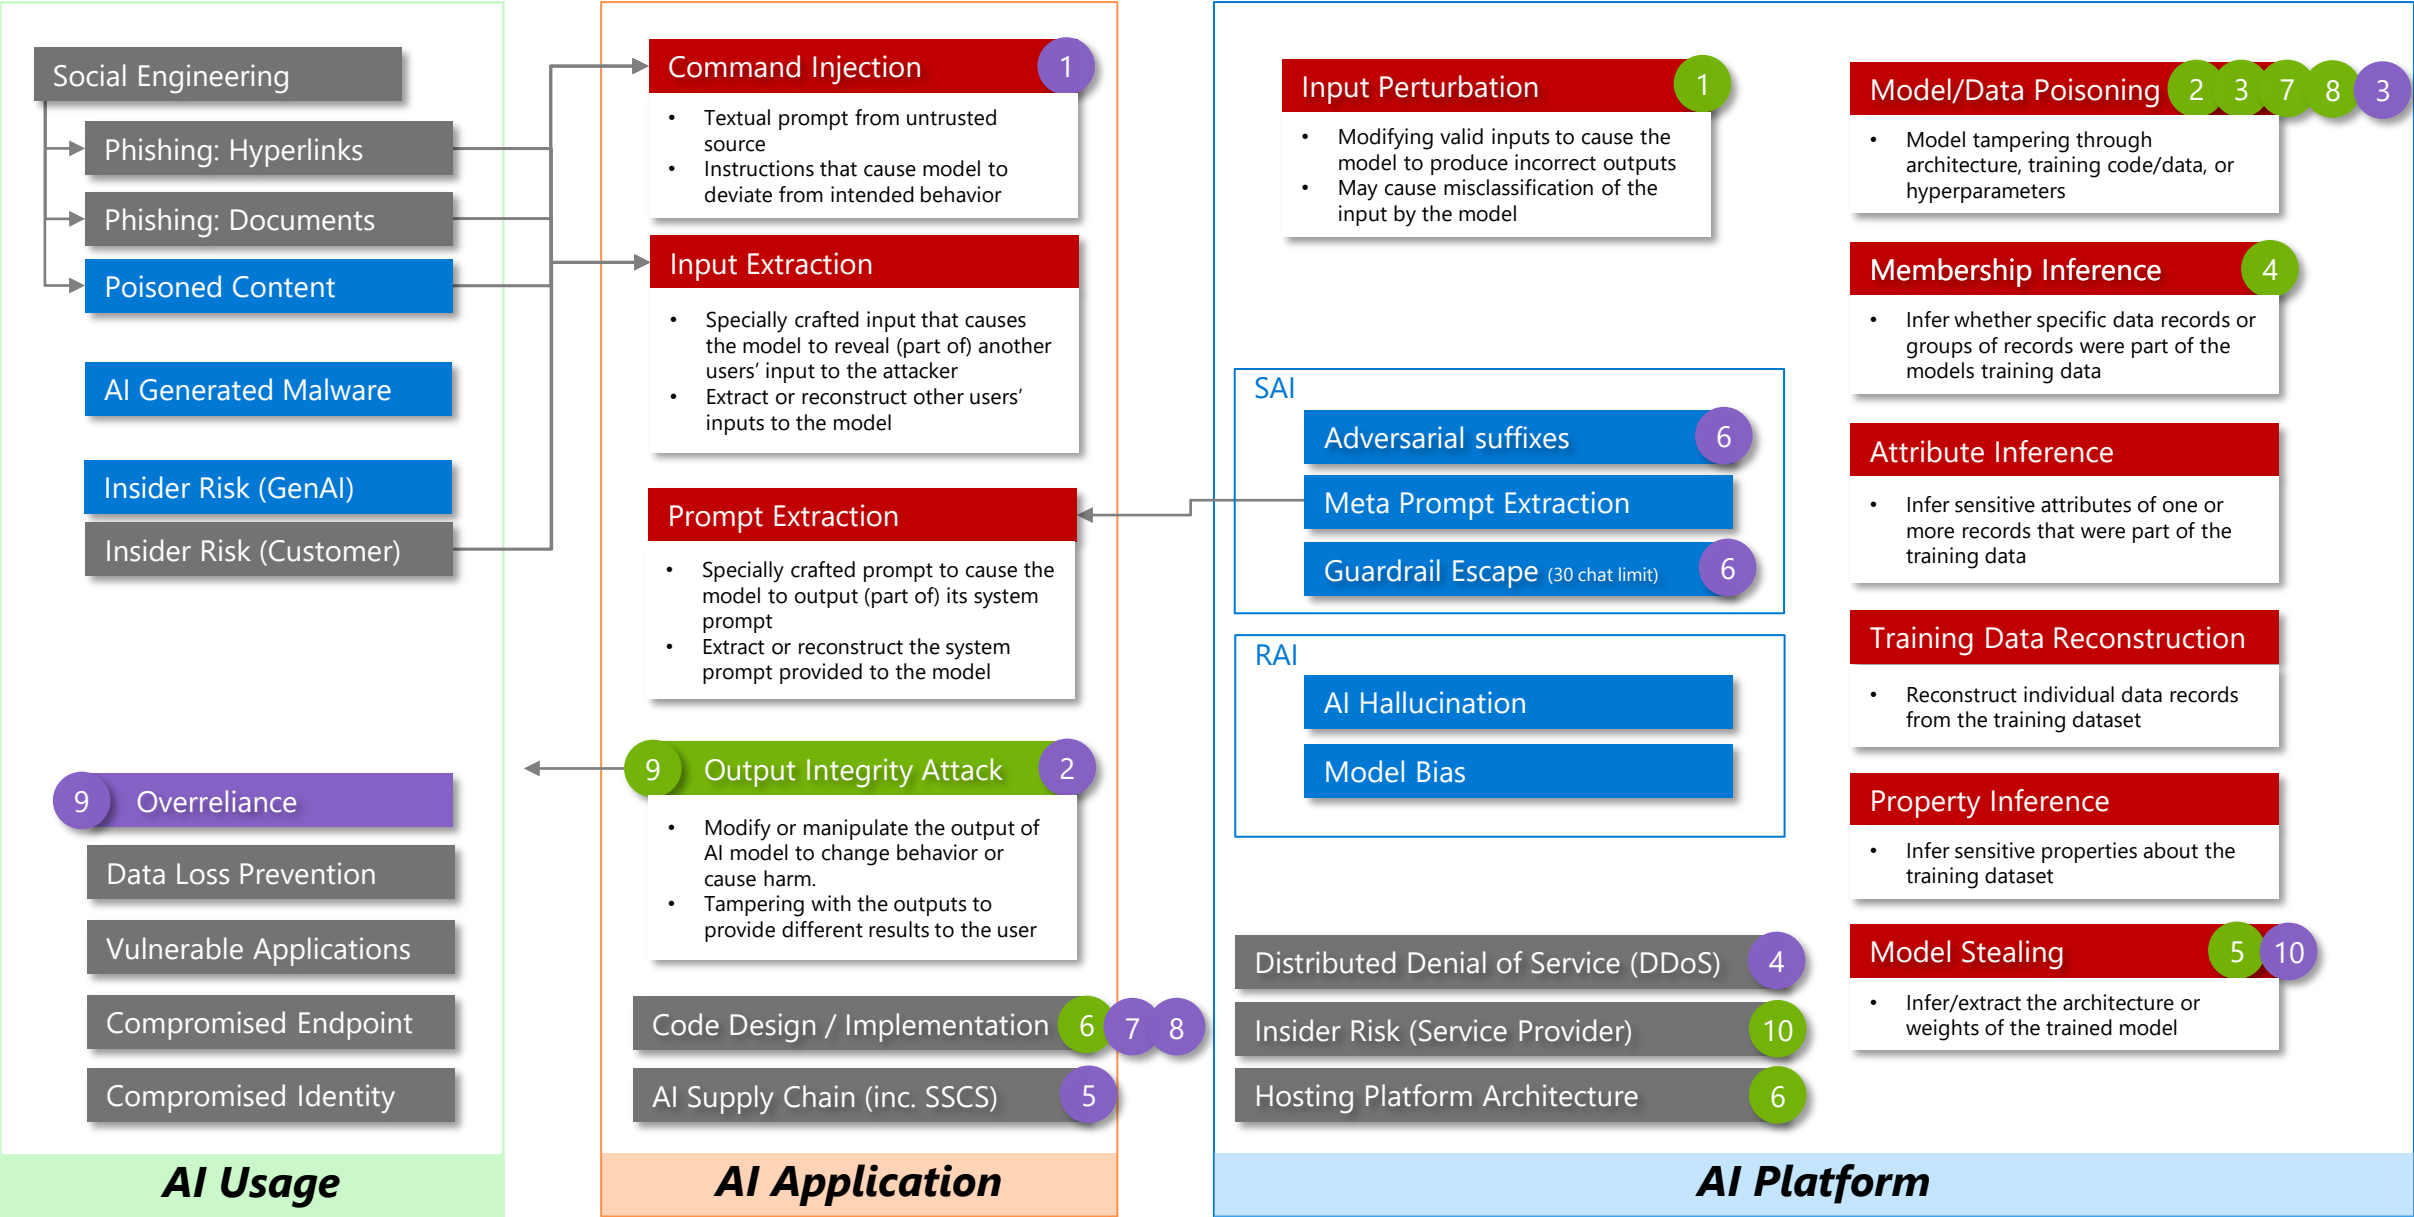 Social Engineering
Phishing: Hyperlinks
Phishing: Documents
Poisoned Content
AI Generated Malware
Insider Risk (GenAI)
Insider Risk (Customer)
9 Overreliance
Data Loss Prevention
Vulnerable Applications
Compromised Endpoint
Compromised Identity
AI Usage
Command Injection 1
• Textual prompt from untrusted
source
• Instructions that cause model to
deviate from intended behavior
Input Extraction
• Specially crafted input that causes
the model to reveal (part of) another
users’ input to the attacker
• Extract or reconstruct other users’
inputs to the model
Prompt Extraction
• Specially crafted prompt to cause the
model to output (part of) its system
prompt
• Extract or reconstruct the system
prompt provided to the model
9 Output Integrity Attack 2
• Modify or manipulate the output of
AI model to change behavior or
cause harm.
• Tampering with the outputs to
provide different results to the user
Code Design / Implementation 6 7 8
AI Supply Chain (inc. SSCS) 5
AI Application
Input Perturbation 1
• Modifying valid inputs to cause the
model to produce incorrect outputs
• May cause misclassification of the
input by the model
SAI
Adversarial suffixes 6
Meta Prompt Extraction
Guardrail Escape (30 chat limit) 6
RAI
AI Hallucination
Model Bias
Distributed Denial of Service (DDoS) 4
Insider Risk (Service Provider) 10
Hosting Platform Architecture 6
Model/Data Poisoning 2 3 7 8 3
• Model tampering through
architecture, training code/data, or
hyperparameters
Membership Inference 4
• Infer whether specific data records or
groups of records were part of the
models training data
Attribute Inference
• Infer sensitive attributes of one or
more records that were part of the
training data
Training Data Reconstruction
• Reconstruct individual data records
from the training dataset
Property Inference
• Infer sensitive properties about the
training dataset
Model Stealing 5 10
• Infer/extract the architecture or
weights of the trained model
AI Platform